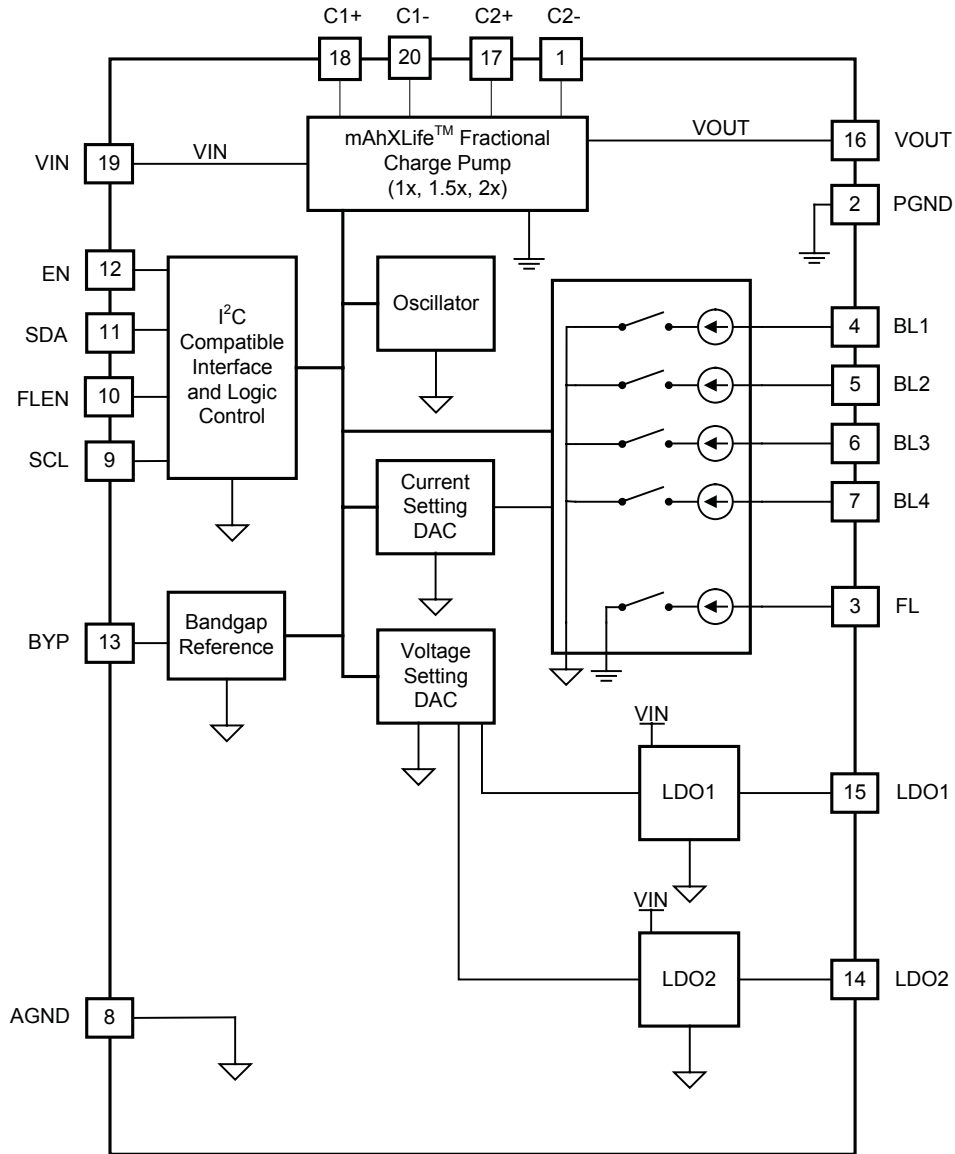 C1+ C1- C2+ C2-
18 20 17 1
mAhXLife™ Fractional
Charge Pump
(1x, 1.5x, 2x)
VIN 19 VIN
VOUT 16 VOUT
2 PGND
EN 12
SDA 11
FLEN 10
SCL 9
I²C
Compatible
Interface
and Logic
Control
Oscillator
4 BL1
5 BL2
6 BL3
7 BL4
3 FL
Current
Setting
DAC
BYP 13
Bandgap
Reference
Voltage
Setting
DAC
VIN
LDO1
15 LDO1
VIN
LDO2
14 LDO2
AGND 8